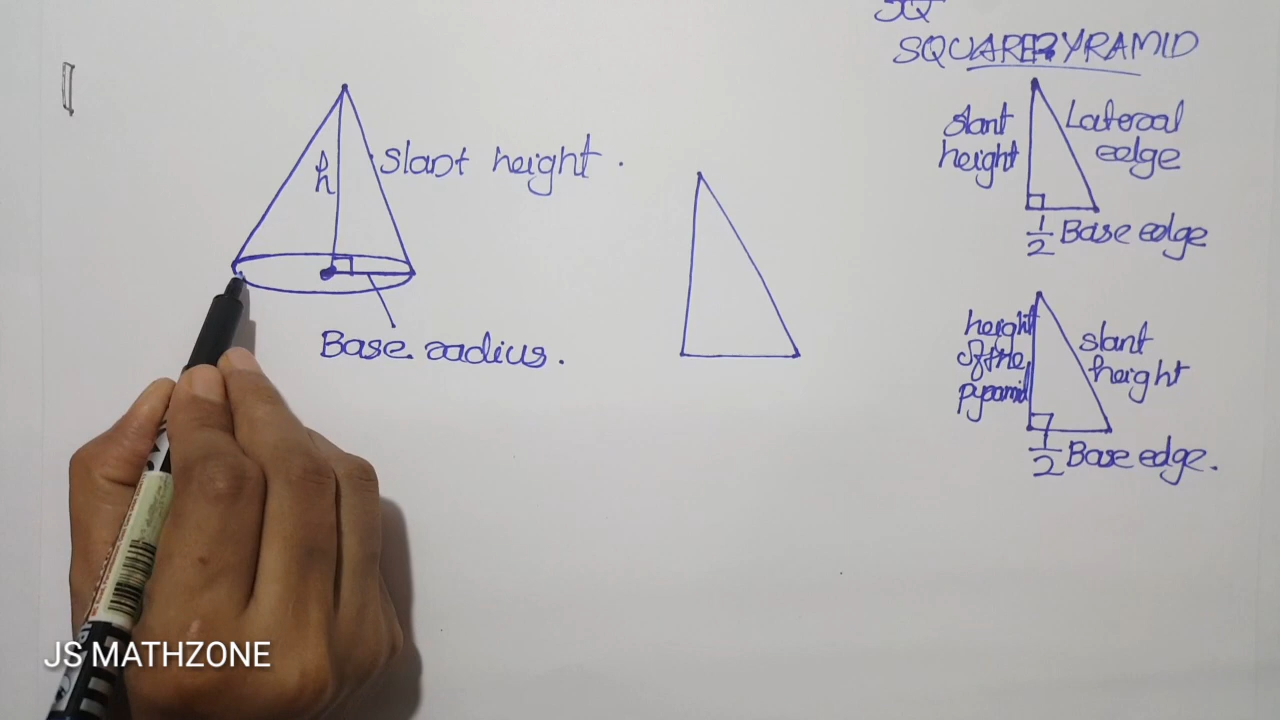 SQ
SQUARE PYRAMID
slant
height
Lateral
edge
1
2
Base edge
h
Slant height .
Base radius.
height
of the
pyramid
slant
height
1
2
Base edge.
JS MATHZONE